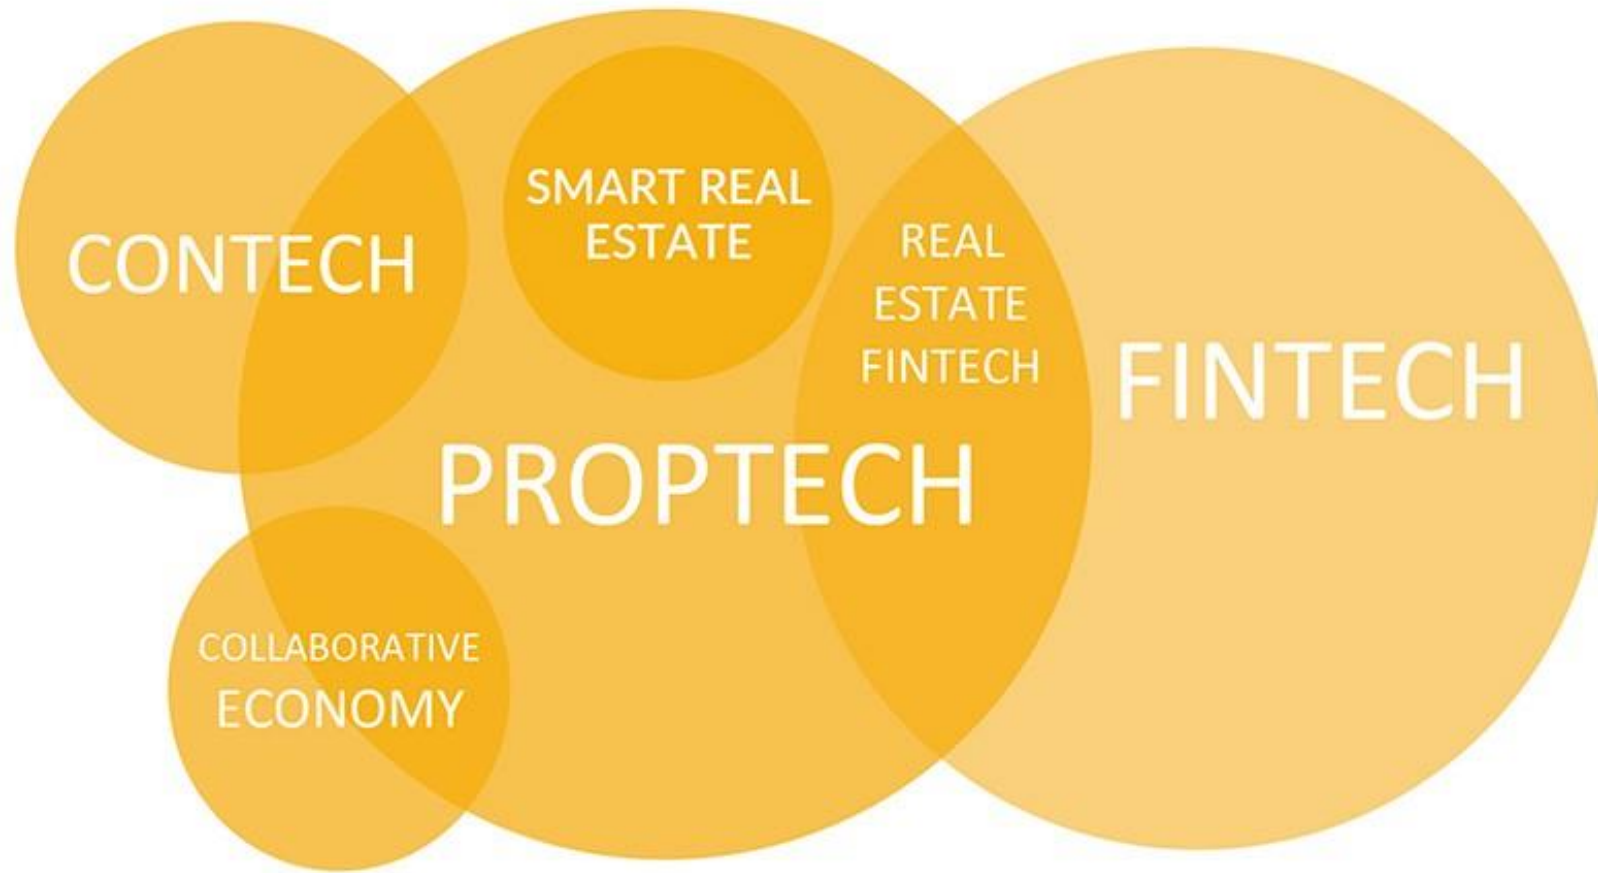 CONTECH
SMART REAL
ESTATE
REAL
ESTATE
FINTECH
FINTECH
PROPTECH
COLLABORATIVE
ECONOMY